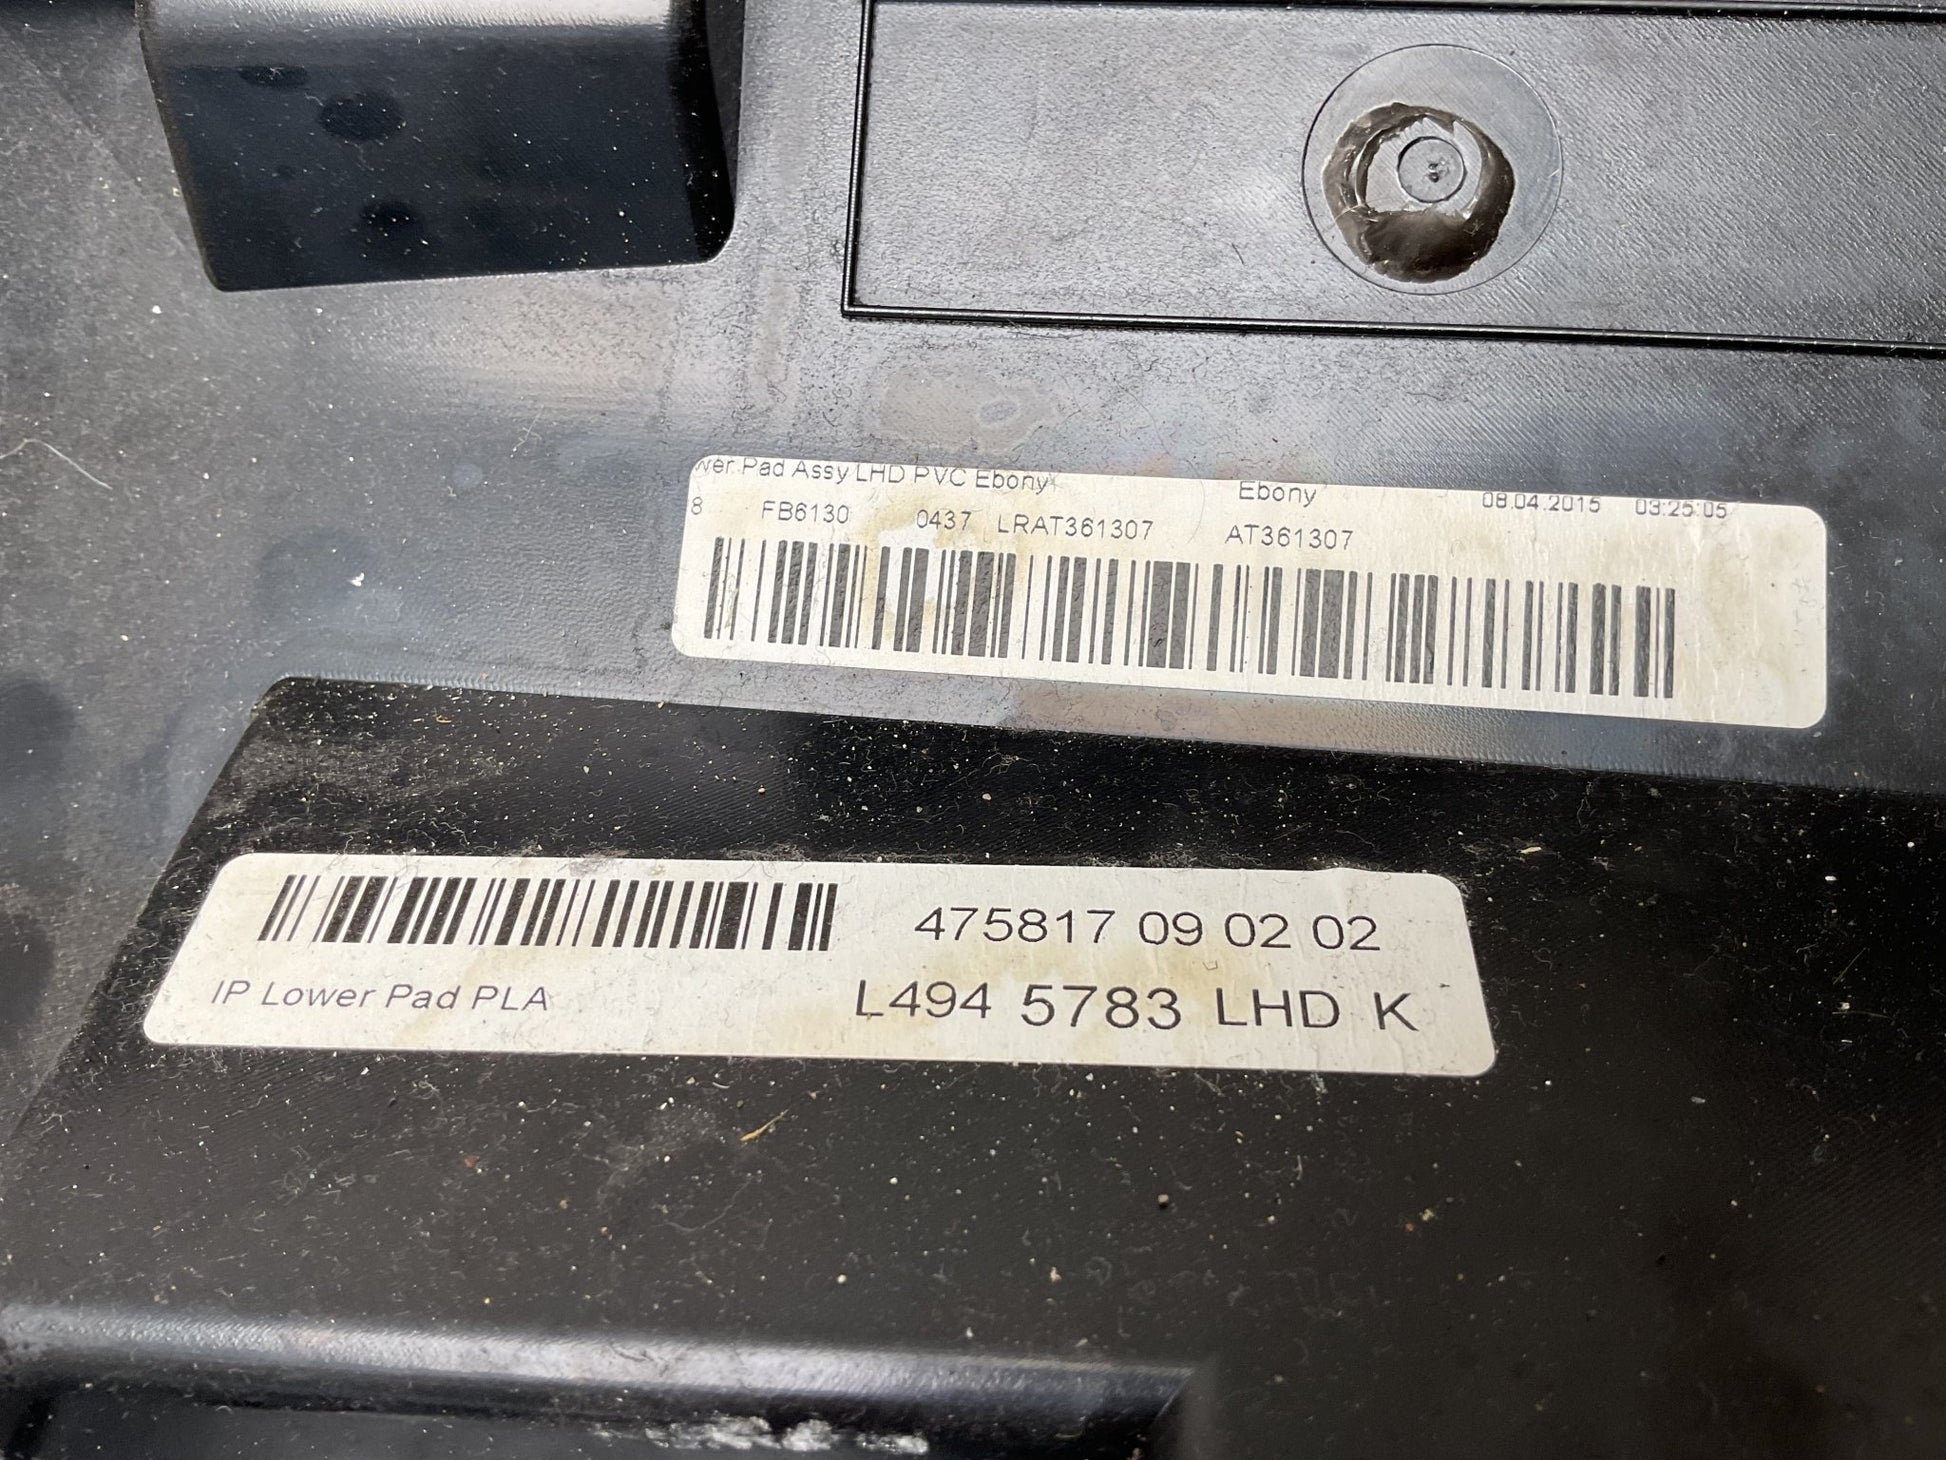 wer Pad Assy LHD PVC Ebony Ebony 08.04.2015 03:25:05
8 FB6130 0437 LRAT361307 AT361307
475817 09 02 02
IP Lower Pad PLA L494 5783 LHD K